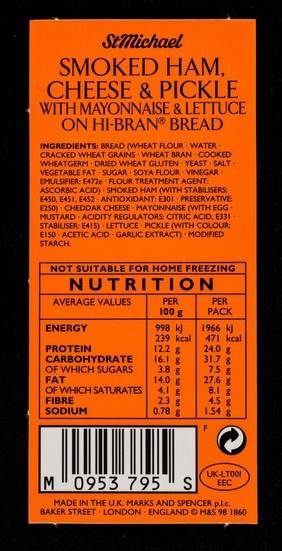 St Michael
SMOKED HAM,
CHEESE & PICKLE
WITH MAYONNAISE & LETTUCE
ON HI-BRAN® BREAD
INGREDIENTS: BREAD (WHEAT FLOUR · WATER ·
CRACKED WHEAT GRAINS · WHEAT BRAN · COOKED
WHEATGERM · DRIED WHEAT GLUTEN · YEAST · SALT ·
VEGETABLE FAT · SUGAR · SOYA FLOUR · VINEGAR ·
EMULSIFIER: E472e · FLOUR TREATMENT AGENT:
ASCORBIC ACID) · SMOKED HAM (WITH STABILISERS:
E450, E451, E452 · ANTIOXIDANT: E301 · PRESERVATIVE:
E250) · CHEDDAR CHEESE · MAYONNAISE (WITH EGG ·
MUSTARD · ACIDITY REGULATORS: CITRIC ACID, E331 ·
STABILISER: E415) · LETTUCE · PICKLE (WITH COLOUR:
E150 · ACETIC ACID · GARLIC EXTRACT) · MODIFIED
STARCH.
NOT SUITABLE FOR HOME FREEZING
NUTRITION
AVERAGE VALUES PER 100 g PER PACK
ENERGY 998 kJ 1966 kJ
239 kcal 471 kcal
PROTEIN 12.2 g 24.0 g
CARBOHYDRATE 16.1 g 31.7 g
OF WHICH SUGARS 3.8 g 7.5 g
FAT 14.0 g 27.6 g
OF WHICH SATURATES 4.1 g 8.1 g
FIBRE 2.3 g 4.5 g
SODIUM 0.78 g 1.54 g
F
M 0953 795 S
UK-LT001
EEC
MADE IN THE U.K. MARKS AND SPENCER p.l.c.
BAKER STREET · LONDON · ENGLAND © M&S 98 1860